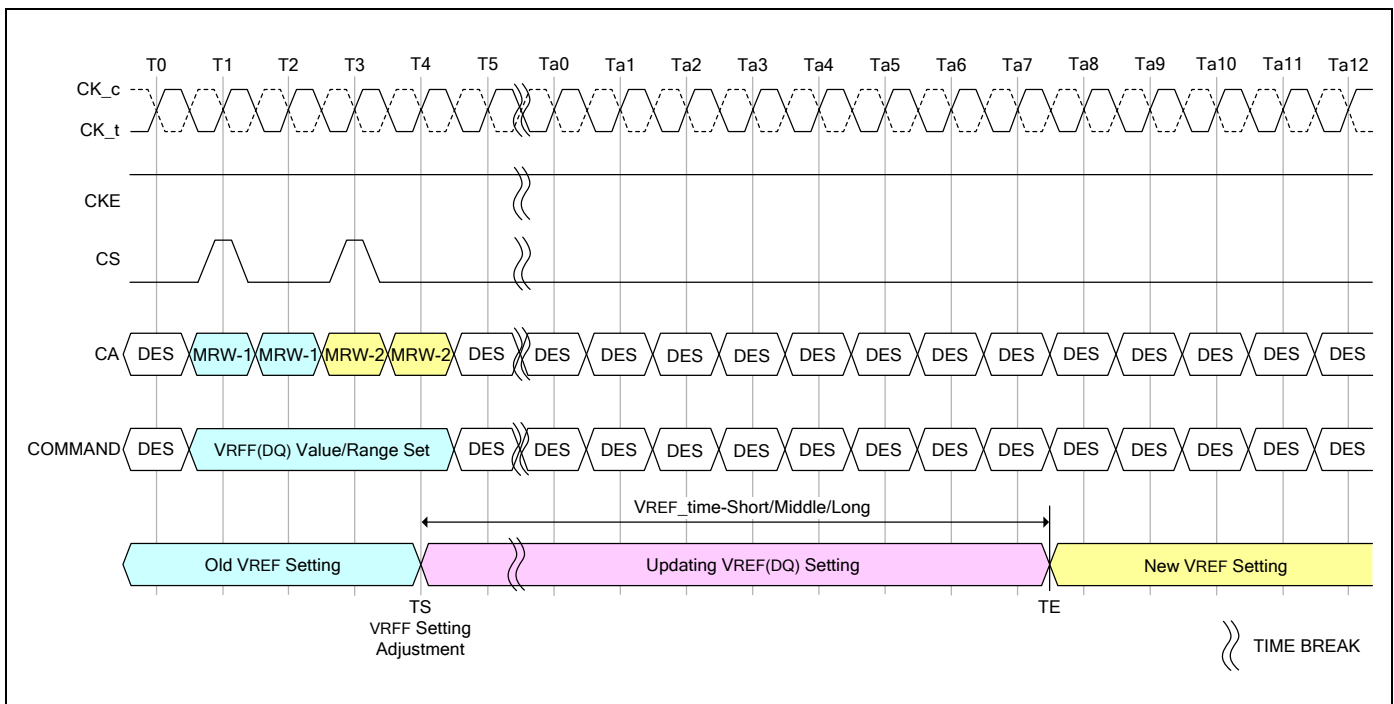 T0 T1 T2 T3 T4 T5 Ta0 Ta1 Ta2 Ta3 Ta4 Ta5 Ta6 Ta7 Ta8 Ta9 Ta10 Ta11 Ta12
CK_c
CK_t
CKE
CS
CA DES MRW-1 MRW-1 MRW-2 MRW-2 DES DES DES DES DES DES DES DES DES DES DES DES DES DES
COMMAND DES VRFF(DQ) Value/Range Set DES DES DES DES DES DES DES DES DES DES DES DES DES DES
VREF_time-Short/Middle/Long
Old VREF Setting Updating VREF(DQ) Setting New VREF Setting
TS TE
VRFF Setting
Adjustment
TIME BREAK